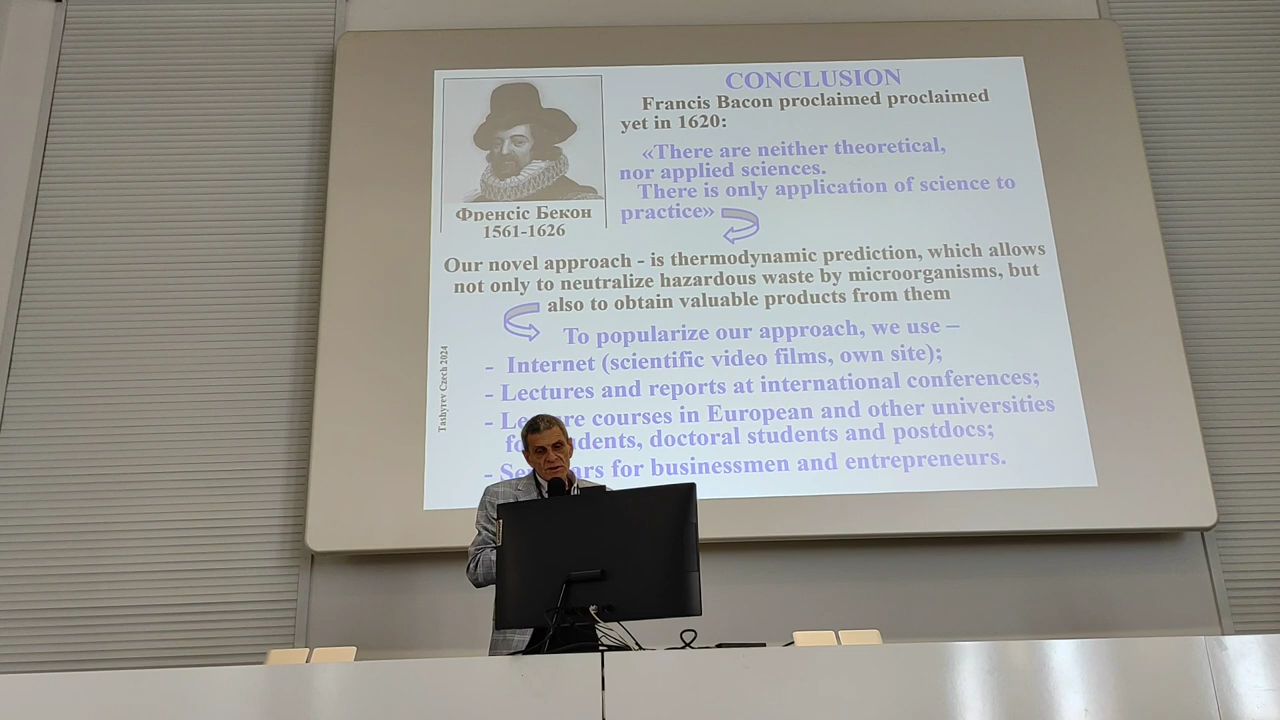 CONCLUSION
Francis Bacon proclaimed proclaimed
yet in 1620:
«There are neither theoretical,
nor applied sciences.
There is only application of science to
practice»
Френсіс Бекон
1561-1626
Our novel approach - is thermodynamic prediction, which allows
not only to neutralize hazardous waste by microorganisms, but
also to obtain valuable products from them
To popularize our approach, we use –
- Internet (scientific video films, own site);
- Lectures and reports at international conferences;
- Lecture courses in European and other universities
for students, doctoral students and postdocs;
- Seminars for businessmen and entrepreneurs.
Tashyrev Czech 2024